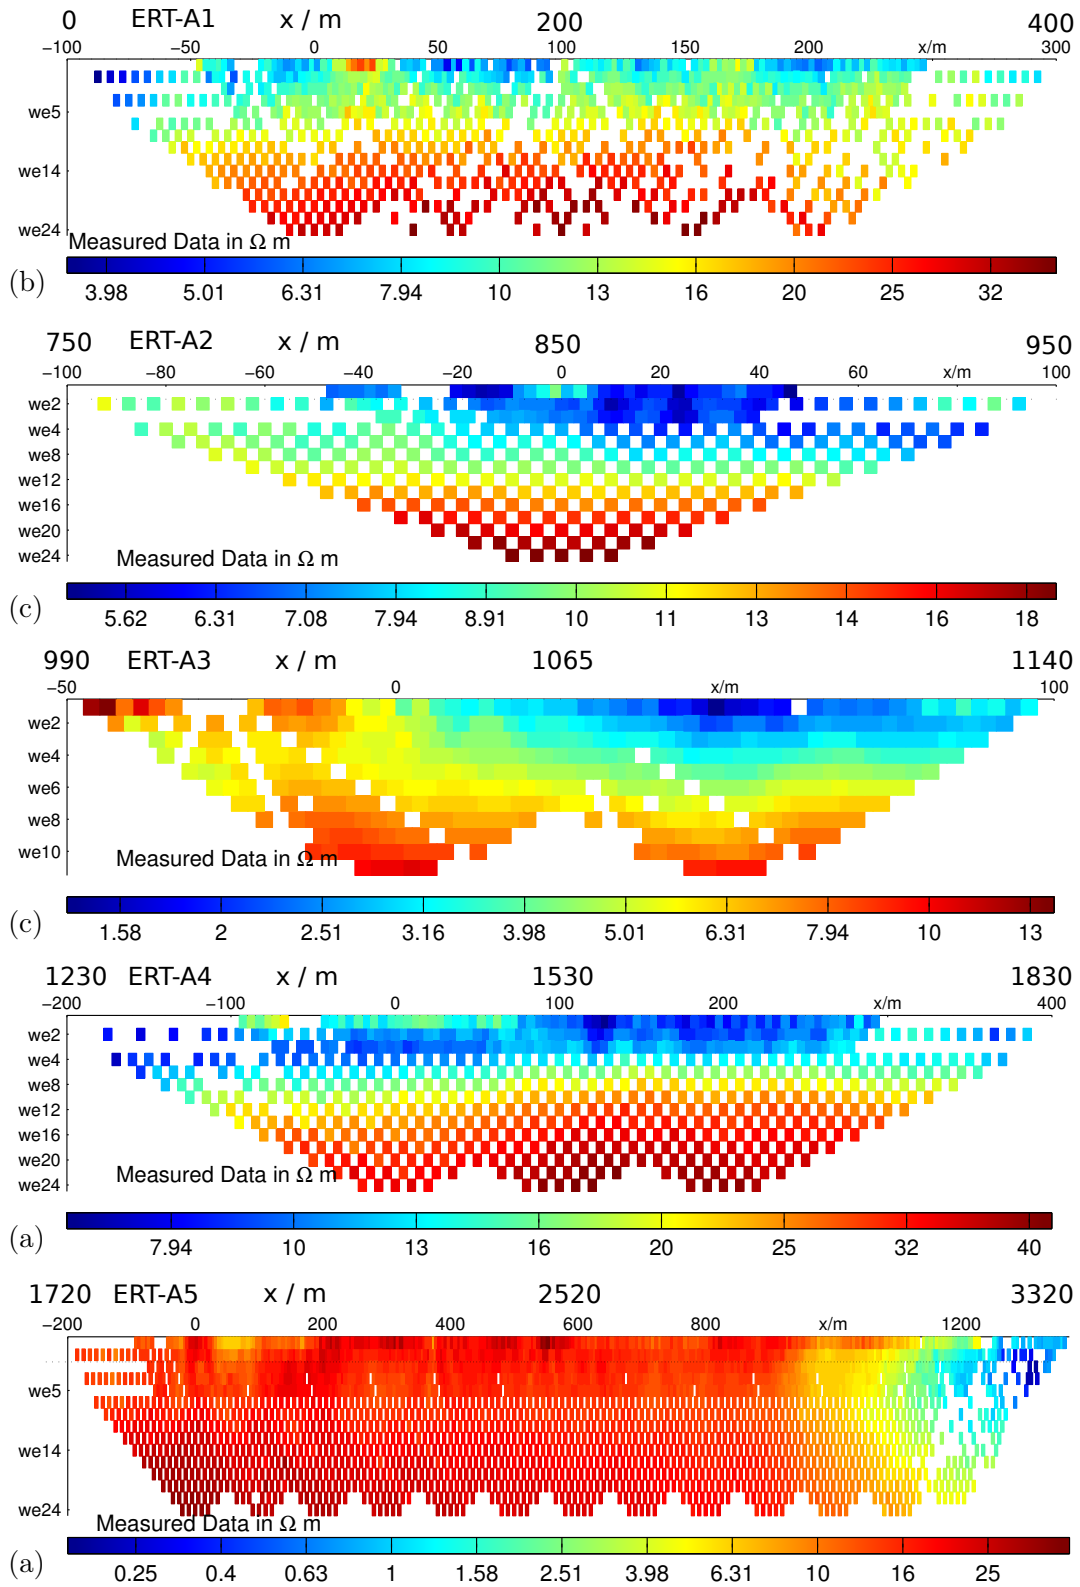 0 ERT-A1 x / m 200 400
−100 −50 0 50 100 150 200 x/m 300
we5
we14
we24
Measured Data in Ω m
(b)
3.98 5.01 6.31 7.94 10 13 16 20 25 32
750 ERT-A2 x / m 850 950
−100 −80 −60 −40 −20 0 20 40 60 x/m 100
we2
we4
we8
we12
we16
we20
we24
Measured Data in Ω m
(c)
5.62 6.31 7.08 7.94 8.91 10 11 13 14 16 18
990 ERT-A3 x / m 1065 1140
−50 0 x/m 100
we2
we4
we6
we8
we10
Measured Data in Ω m
(c)
1.58 2 2.51 3.16 3.98 5.01 6.31 7.94 10 13
1230 ERT-A4 x / m 1530 1830
−200 −100 0 100 200 x/m 400
we2
we4
we8
we12
we16
we20
we24
Measured Data in Ω m
(a)
7.94 10 13 16 20 25 32 40
1720 ERT-A5 x / m 2520 3320
−200 0 200 400 600 800 x/m 1200
we5
we14
we24
Measured Data in Ω m
(a)
0.25 0.4 0.63 1 1.58 2.51 3.98 6.31 10 16 25